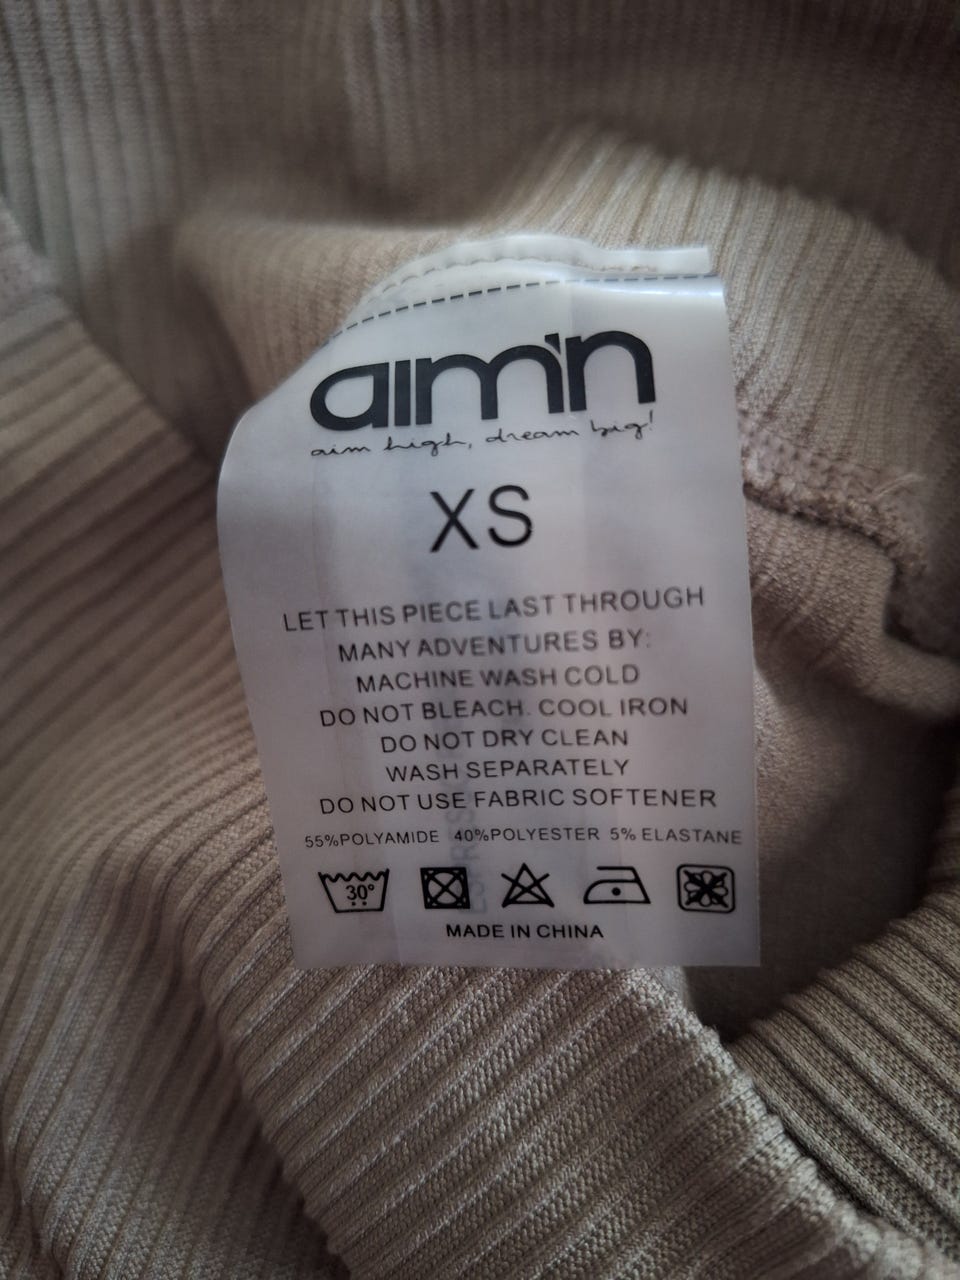 aim'n
aim high, dream big!
XS
LET THIS PIECE LAST THROUGH
MANY ADVENTURES BY:
MACHINE WASH COLD
DO NOT BLEACH. COOL IRON
DO NOT DRY CLEAN
WASH SEPARATELY
DO NOT USE FABRIC SOFTENER
55%POLYAMIDE 40%POLYESTER 5% ELASTANE
30°
MADE IN CHINA